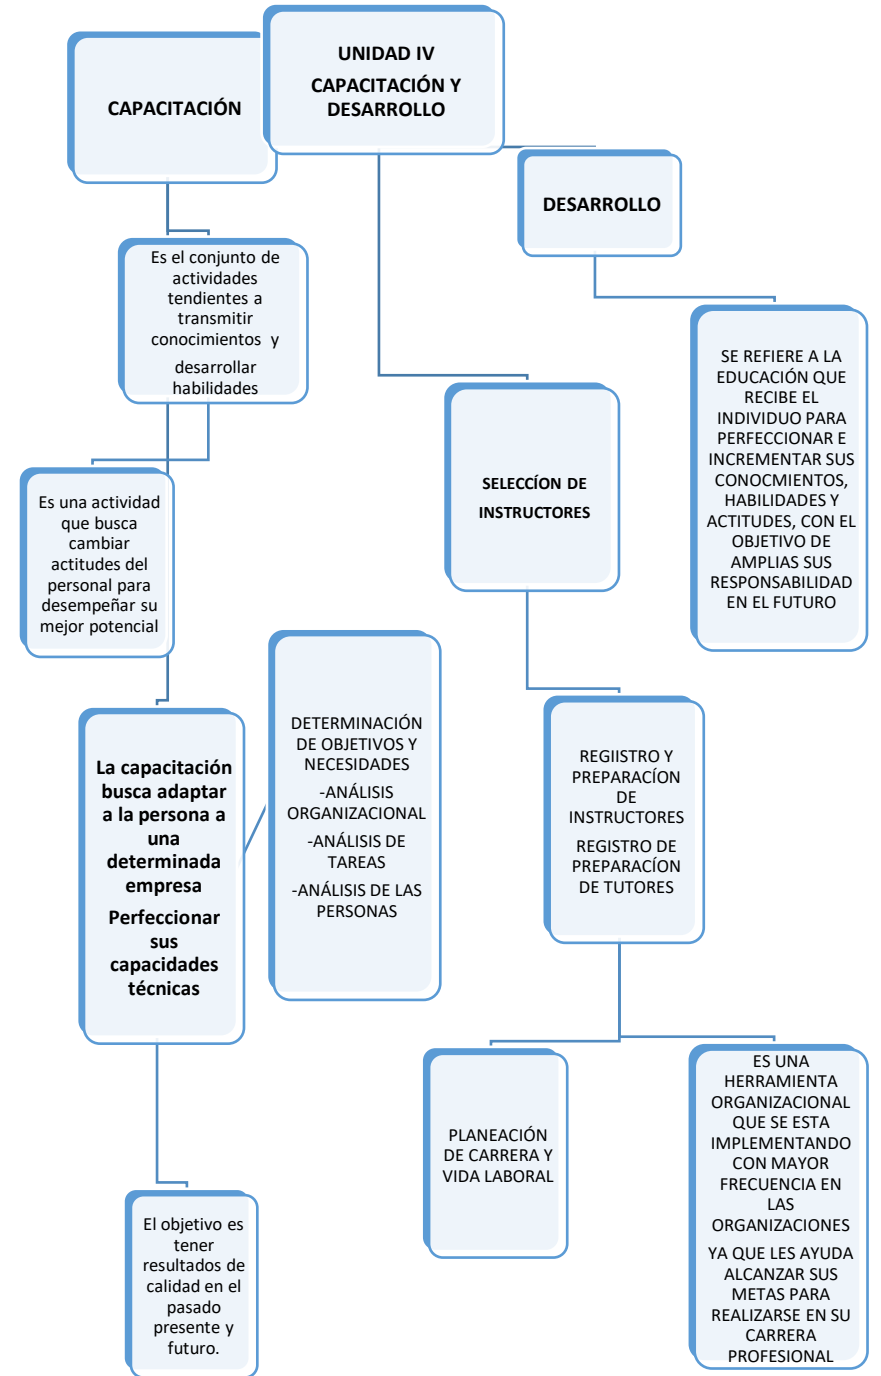 UNIDAD IV
CAPACITACIÓN Y
DESARROLLO
CAPACITACIÓN
Es el conjunto de
actividades
tendientes a
transmitir
conocimientos y
desarrollar
habilidades
Es una actividad
que busca
cambiar
actitudes del
personal para
desempeñar su
mejor potencial
La capacitación
busca adaptar
a la persona a
una
determinada
empresa
Perfeccionar
sus
capacidades
técnicas
DETERMINACIÓN
DE OBJETIVOS Y
NECESIDADES
-ANÁLISIS
ORGANIZACIONAL
-ANÁLISIS DE
TAREAS
-ANÁLISIS DE LAS
PERSONAS
El objetivo es
tener
resultados de
calidad en el
pasado
presente y
futuro.
SELECCÍON DE
INSTRUCTORES
REGIISTRO Y
PREPARACÍON
DE
INSTRUCTORES
REGISTRO DE
PREPARACÍON
DE TUTORES
PLANEACIÓN
DE CARRERA Y
VIDA LABORAL
ES UNA
HERRAMIENTA
ORGANIZACIONAL
QUE SE ESTA
IMPLEMENTANDO
CON MAYOR
FRECUENCIA EN
LAS
ORGANIZACIONES
YA QUE LES AYUDA
ALCANZAR SUS
METAS PARA
REALIZARSE EN SU
CARRERA
PROFESIONAL
DESARROLLO
SE REFIERE A LA
EDUCACIÓN QUE
RECIBE EL
INDIVIDUO PARA
PERFECCIONAR E
INCREMENTAR SUS
CONOCMIENTOS,
HABILIDADES Y
ACTITUDES, CON EL
OBJETIVO DE
AMPLIAS SUS
RESPONSABILIDAD
EN EL FUTURO